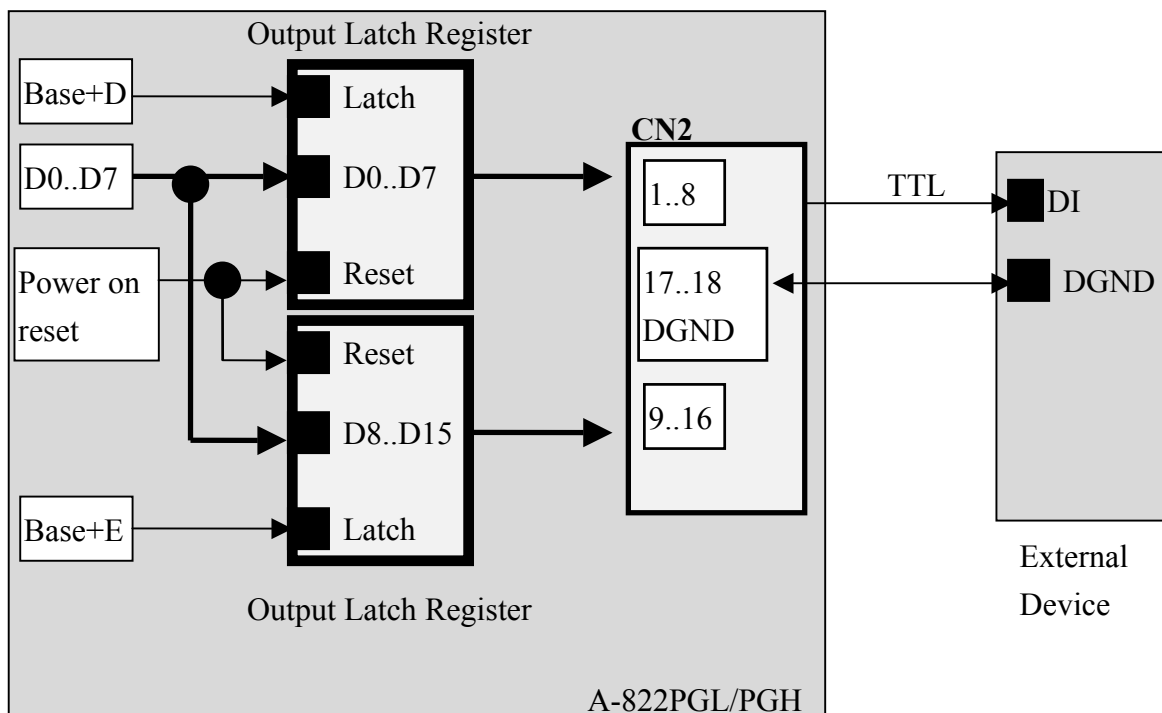 Output Latch Register
Base+D
Latch
D0..D7
D0..D7
Power on
reset
Reset
Reset
D8..D15
Base+E
Latch
Output Latch Register
CN2
1..8
17..18
DGND
9..16
TTL
DI
DGND
External
Device
A-822PGL/PGH